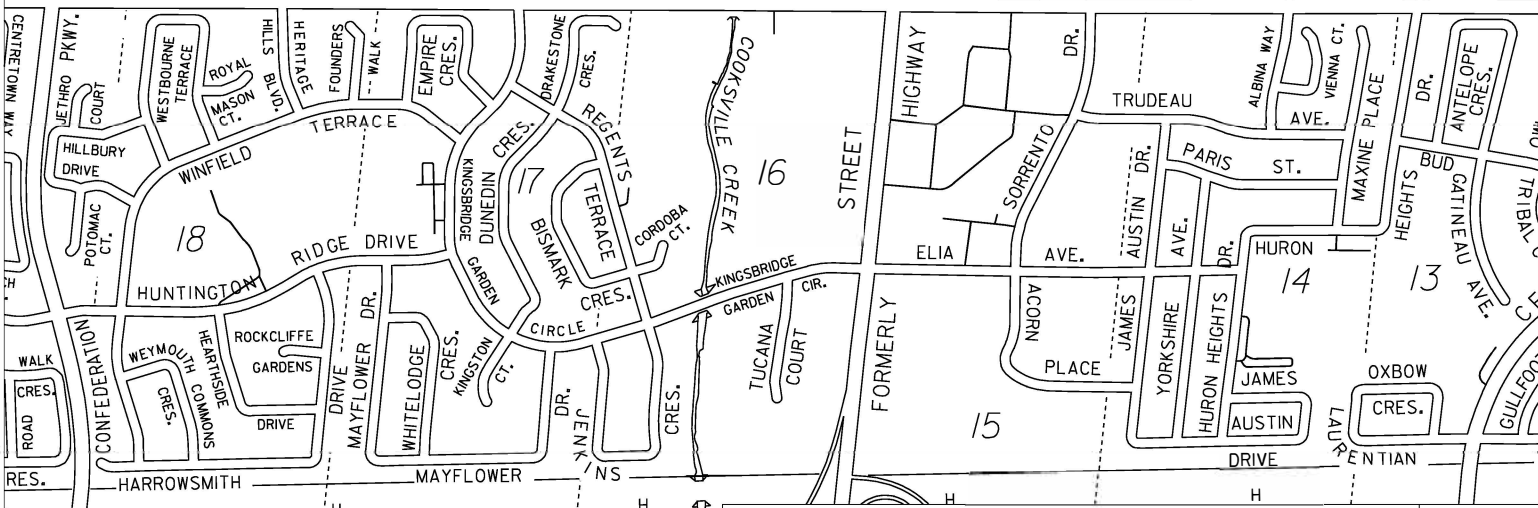 CENTRETOWN WAY
PKWY.
JETHRO
COURT
WESTBOURNE
TERRACE
ROYAL
MASON
CT.
HILLS
BLVD.
HERITAGE
FOUNDERS
WALK
EMPIRE
CRES.
DRAKESTONE
CRES.
REGENTS
TERRACE
COOKSVILLE CREEK
HIGHWAY
DR.
SORRENTO
TRUDEAU
AVE.
ALBINA WAY
VIENNA CT.
MAXINE PLACE
DR.
ANTELOPE
CRES.
HILLBURY
DRIVE
WINFIELD
TERRACE
POTOMAC
CT.
18
KINGSBRIDGE
GARDEN
CIRCLE
DUNEDIN
CRES.
17
BISMARK
CRES.
CORDOBA
CT.
16
STREET
PARIS
ST.
AUSTIN
DR.
JAMES
AVE.
YORKSHIRE
DR.
HURON HEIGHTS
HURON
HEIGHTS
BUD
GATINEAU AVE.
TRIBAL
HUNTINGTON
RIDGE DRIVE
KINGSBRIDGE
GARDEN
CIR.
ELIA
AVE.
14
13
CH
CONFEDERATION
WEYMOUTH
COMMONS
CRES.
HEARTHSIDE
DRIVE
ROCKCLIFFE
GARDENS
DRIVE
MAYFLOWER
DR.
WHITELODGE
CRES.
KINGSTON
CT.
DR.
JENKINS
CRES.
TUCANA
COURT
FORMERLY
ACORN
PLACE
15
JAMES
AUSTIN
OXBOW
CRES.
LAURENTIAN
GULLFOO
CE
WALK
CRES.
ROAD
RES.
HARROWSMITH
MAYFLOWER
DRIVE
H
H
H
H